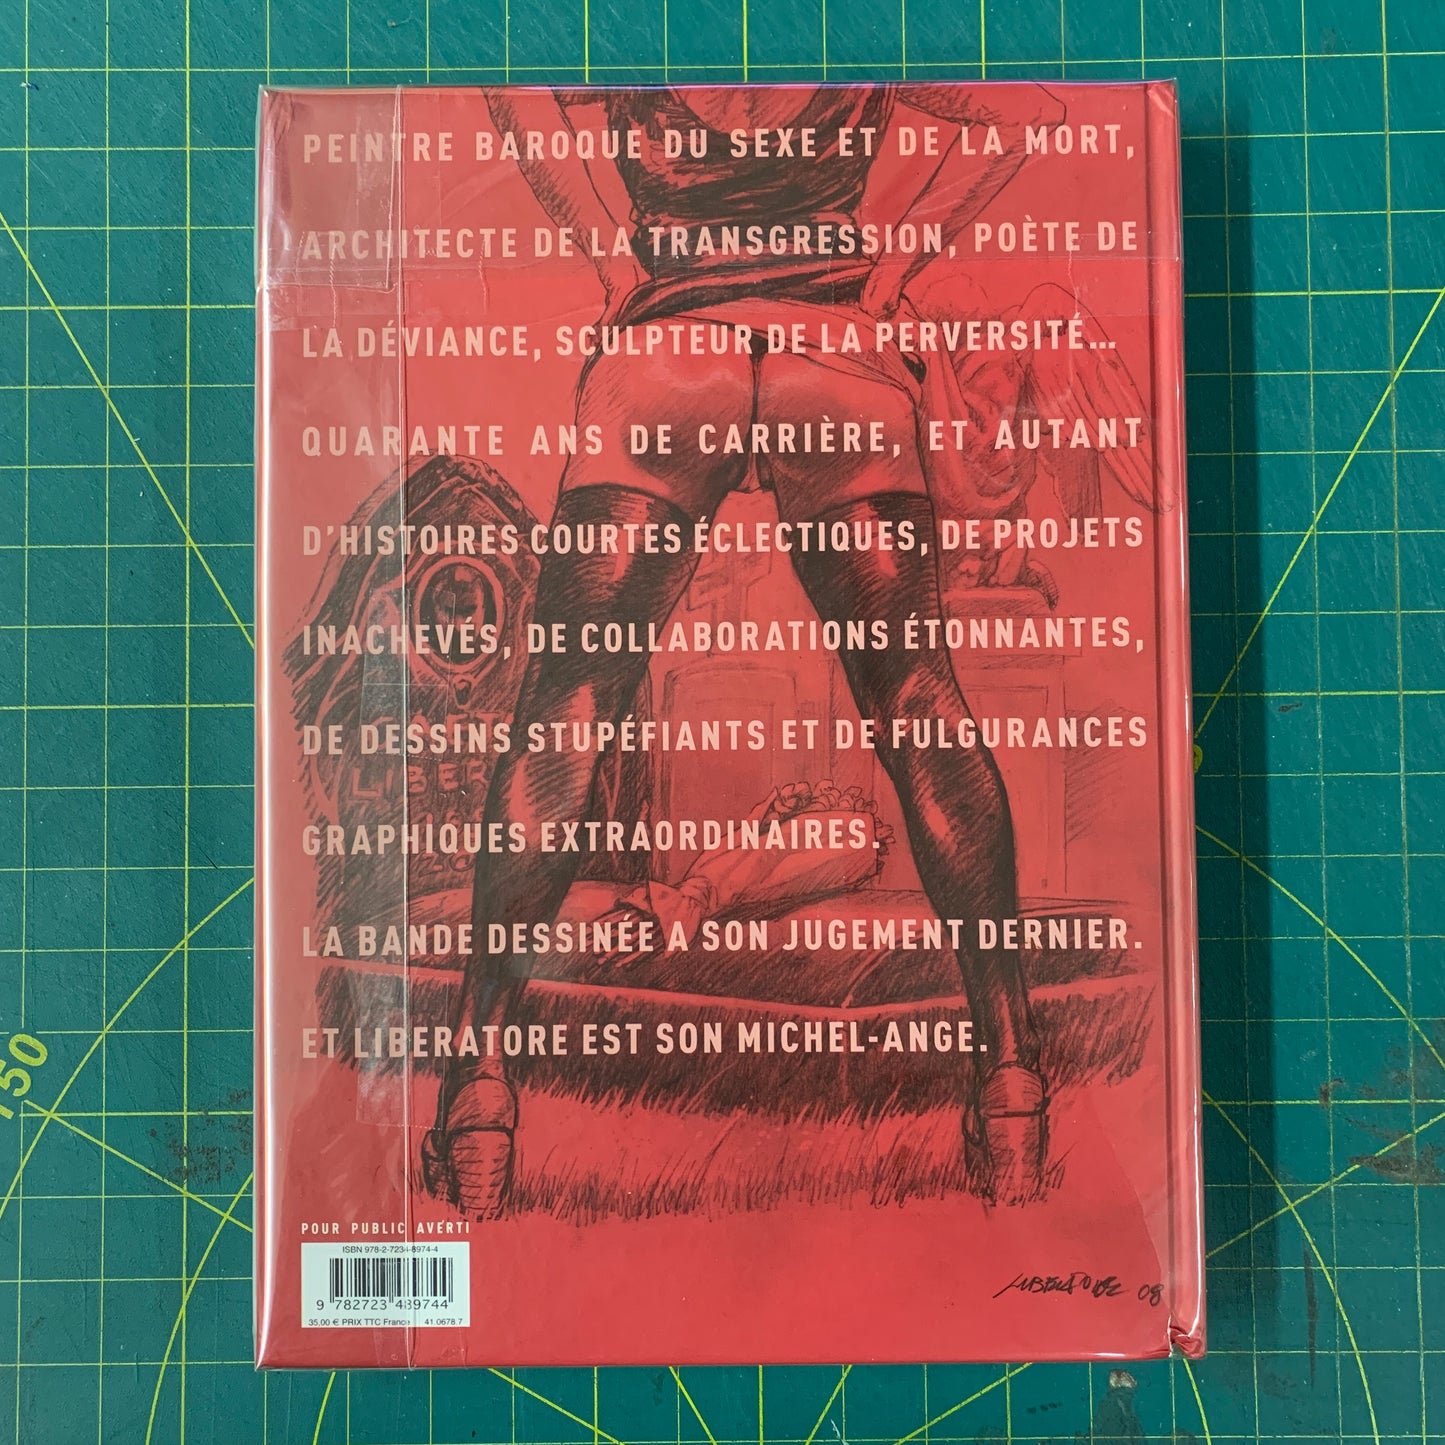 PEINTRE BAROQUE DU SEXE ET DE LA MORT,
ARCHITECTE DE LA TRANSGRESSION, POÈTE DE
LA DÉVIANCE, SCULPTEUR DE LA PERVERSITÉ...
QUARANTE ANS DE CARRIÈRE, ET AUTANT
D'HISTOIRES COURTES ÉCLECTIQUES, DE PROJETS
INACHEVÉS, DE COLLABORATIONS ÉTONNANTES,
DE DESSINS STUPÉFIANTS ET DE FULGURANCES
LIBER
GRAPHIQUES EXTRAORDINAIRES.
LA BANDE DESSINÉE A SON JUGEMENT DERNIER.
ET LIBERATORE EST SON MICHEL-ANGE.
150
POUR PUBLIC AVERTI
ISBN 978-2-7234-8974-4
9 782723 489744
35,00 € PRIX TTC France 41.0678.7
LIBERATORE 08